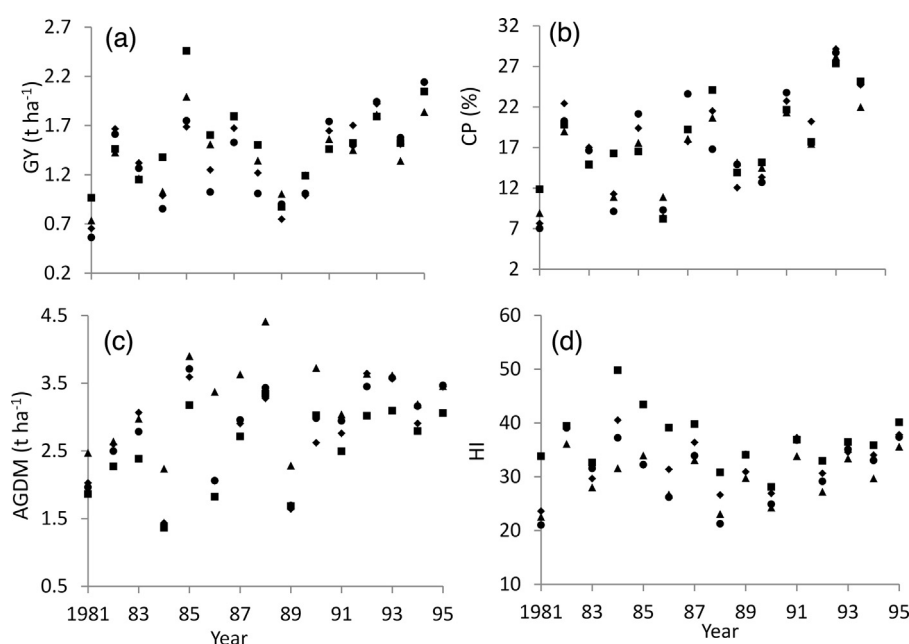 (a)
GY (t ha⁻¹)
2.7
2.2
1.7
1.2
0.7
0.2
(b)
CP (%)
32
27
22
17
12
7
2
(c)
AGDM (t ha⁻¹)
4.5
3.5
2.5
1.5
0.5
1981 83 85 87 89 91 93 95
Year
(d)
HI
60
50
40
30
20
10
1981 83 85 87 89 91 93 95
Year